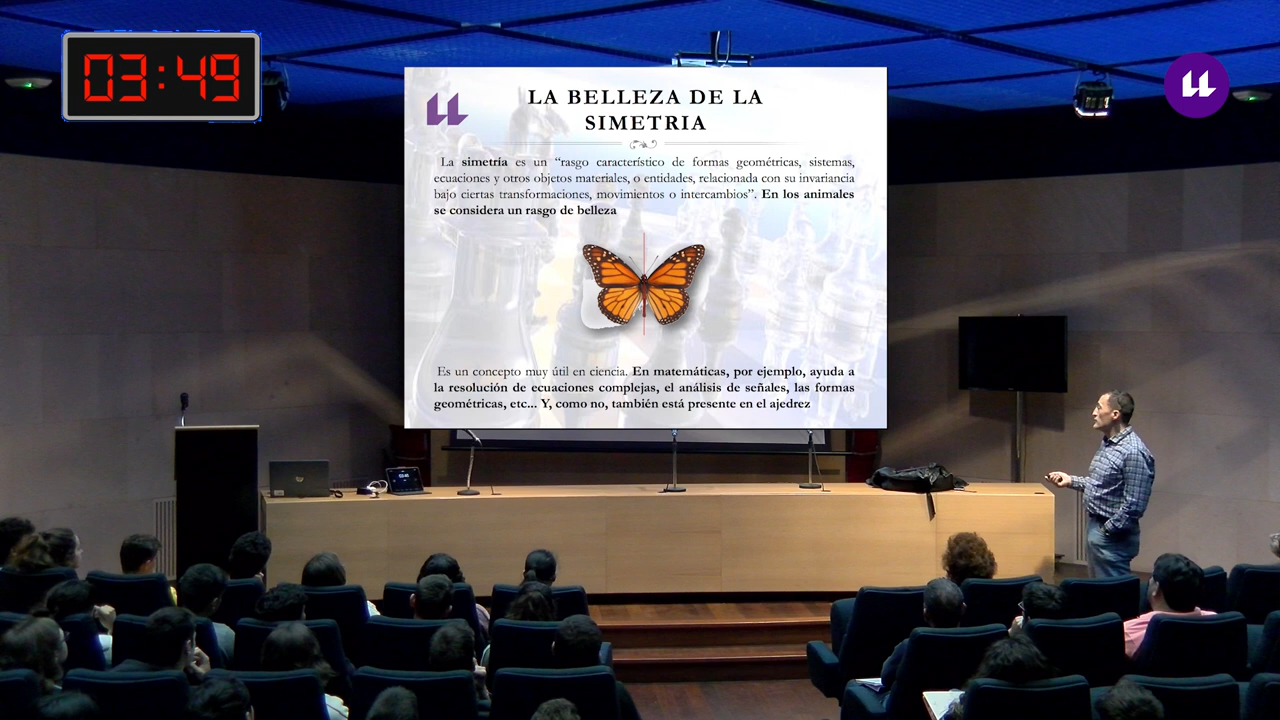 03:49
LA BELLEZA DE LA
SIMETRIA
La simetría es un “rasgo característico de formas geométricas, sistemas,
ecuaciones y otros objetos materiales, o entidades, relacionada con su invariancia
bajo ciertas transformaciones, movimientos o intercambios”. En los animales
se considera un rasgo de belleza
Es un concepto muy útil en ciencia. En matemáticas, por ejemplo, ayuda a
la resolución de ecuaciones complejas, el análisis de señales, las formas
geométricas, etc... Y, como no, también está presente en el ajedrez